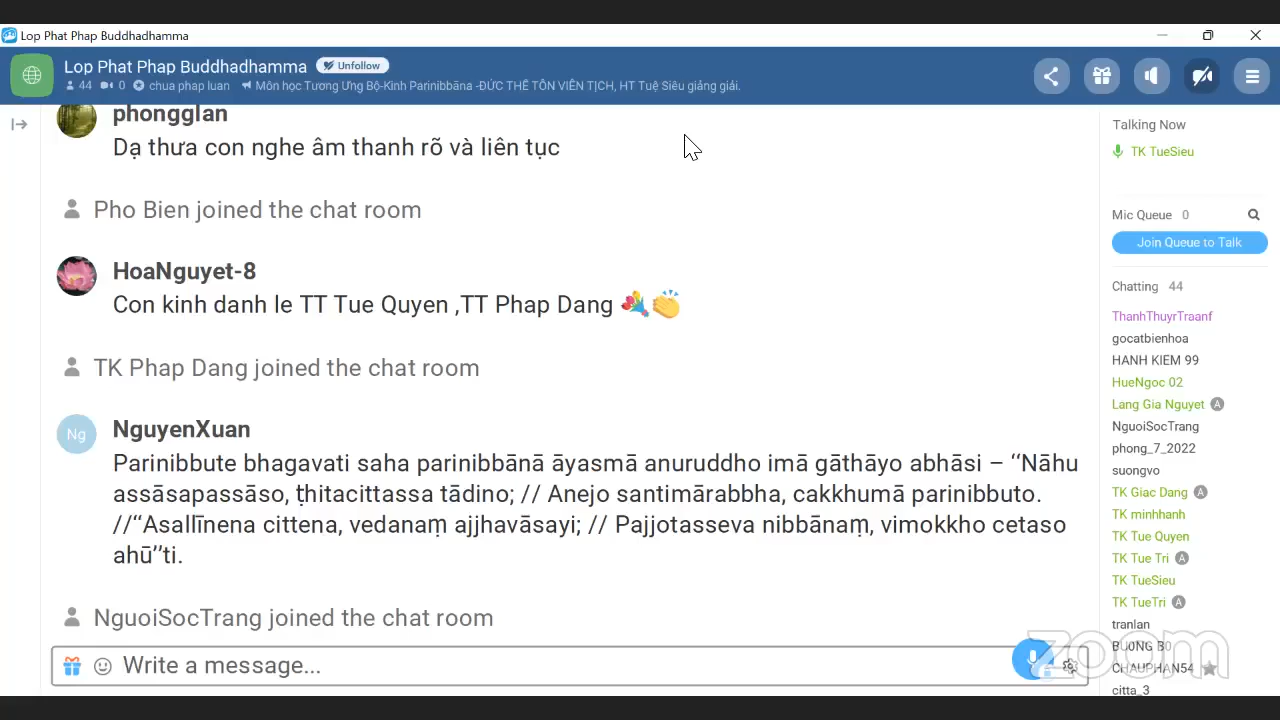 Lop Phat Phap Buddhadhamma
Lop Phat Phap Buddhadhamma Unfollow
44 0 chua phap luan Môn học Tương Ưng Bộ-Kinh Parinibbāna -ĐỨC THẾ TÔN VIÊN TỊCH, HT Tuệ Siêu giảng giải.
phongglan
Dạ thưa con nghe âm thanh rõ và liên tục
Pho Bien joined the chat room
HoaNguyet-8
Con kinh danh le TT Tue Quyen ,TT Phap Dang 💐👏
TK Phap Dang joined the chat room
Ng
NguyenXuan
Parinibbute bhagavati saha parinibbānā āyasmā anuruddho imā gāthāyo abhāsi – ‘‘Nāhu
assāsapassāso, ṭhitacittassa tādino; // Anejo santimārabbha, cakkhumā parinibbuto.
//‘‘Asallīnena cittena, vedanaṃ ajjhavāsayi; // Pajjotasseva nibbānaṃ, vimokkho cetaso
ahū’’ti.
NguoiSocTrang joined the chat room
Write a message...
Talking Now
TK TueSieu
Mic Queue 0
Join Queue to Talk
Chatting 44
ThanhThuyrTraanf
gocatbienhoa
HANH KIEM 99
HueNgoc 02
Lang Gia Nguyet A
NguoiSocTrang
phong_7_2022
suongvo
TK Giac Dang A
TK minhhanh
TK Tue Quyen
TK Tue Tri A
TK TueSieu
TK TueTri A
tranlan
BUONG BO
CHAUPHAN54
citta_3
zoom